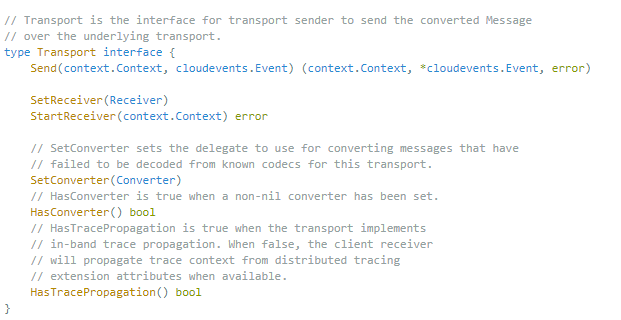 // Transport is the interface for transport sender to send the converted Message
// over the underlying transport.
type Transport interface {
    Send(context.Context, cloudevents.Event) (context.Context, *cloudevents.Event, error)

    SetReceiver(Receiver)
    StartReceiver(context.Context) error

    // SetConverter sets the delegate to use for converting messages that have
    // failed to be decoded from known codecs for this transport.
    SetConverter(Converter)
    // HasConverter is true when a non-nil converter has been set.
    HasConverter() bool
    // HasTracePropagation is true when the transport implements
    // in-band trace propagation. When false, the client receiver
    // will propagate trace context from distributed tracing
    // extension attributes when available.
    HasTracePropagation() bool
}